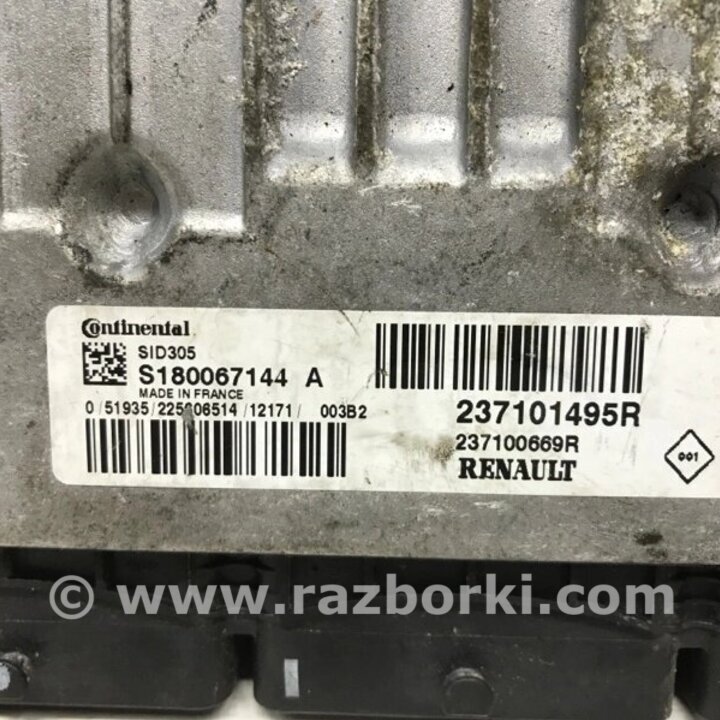 Continental
SID305
S180067144 A
MADE IN FRANCE
0/51935/225 06514/12171/ 003B2
237101495R
237100669R
RENAULT
001
© www.razborki.com